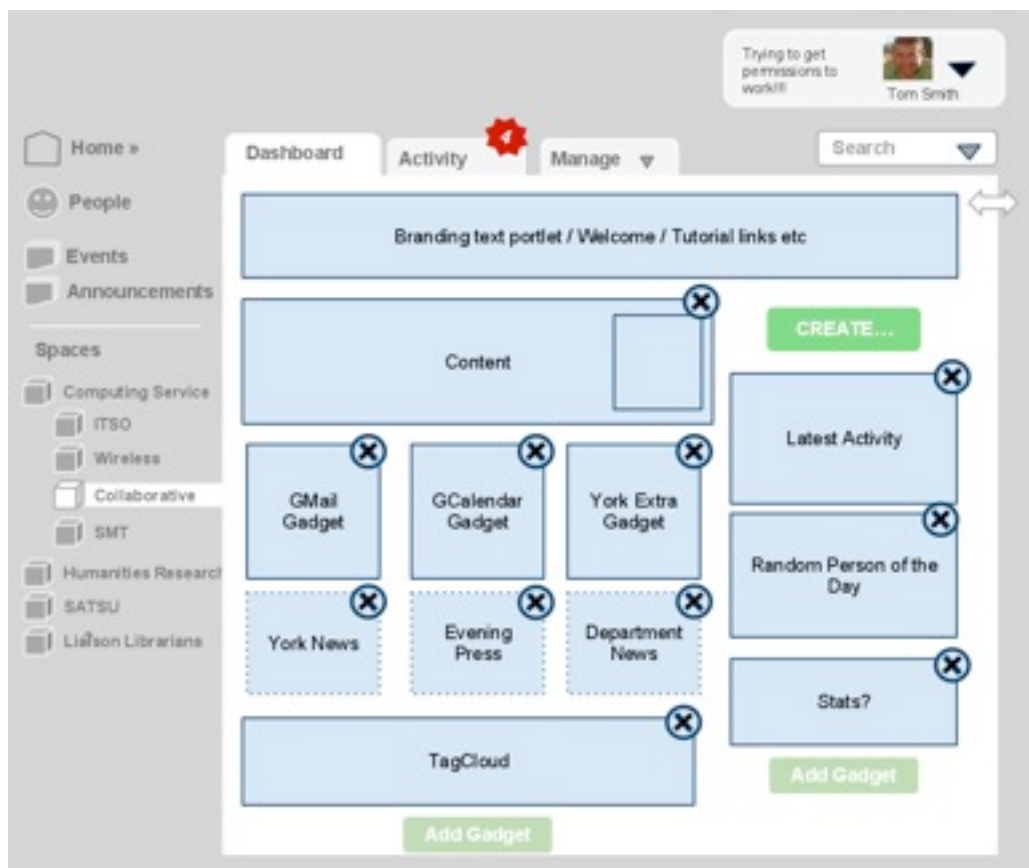 Trying to get
permissions to
work!!!
Tom Smith
Home »
People
Events
Announcements
Spaces
Computing Service
ITSO
Wireless
Collaborative
SMT
Humanities Research
SATSU
Liaison Librarians
Dashboard
Activity
4
Manage
Search
Branding text portlet / Welcome / Tutorial links etc
Content
CREATE...
GMail
Gadget
GCalendar
Gadget
York Extra
Gadget
Latest Activity
Random Person of the
Day
York News
Evening
Press
Department
News
Stats?
TagCloud
Add Gadget
Add Gadget